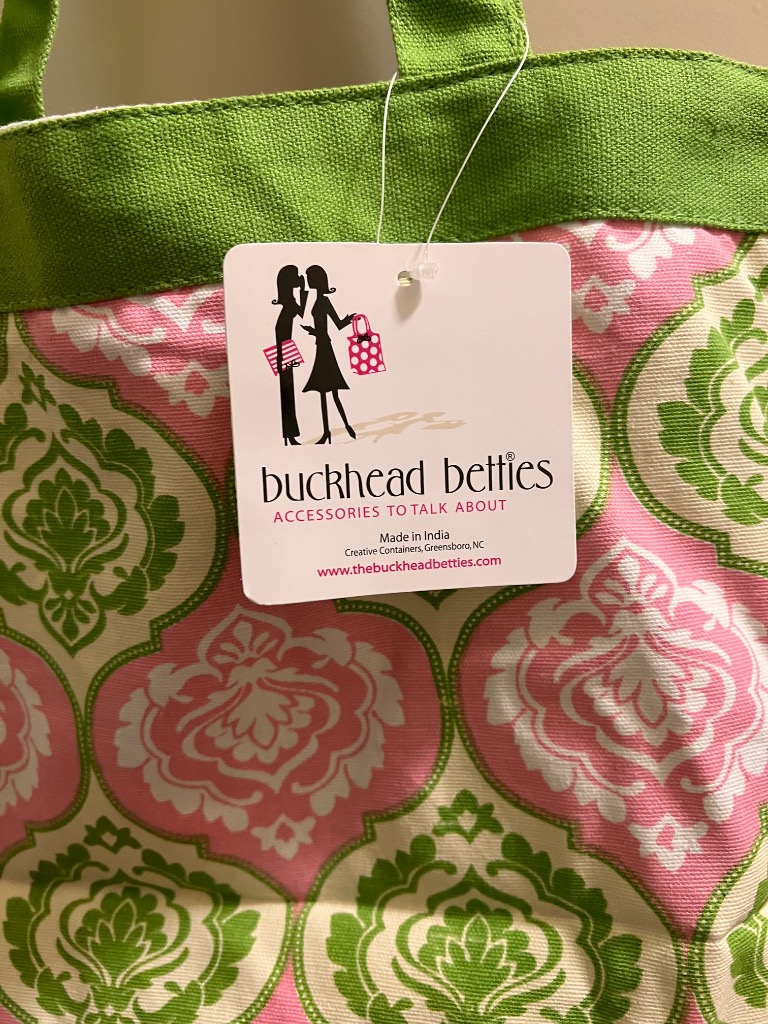 buckhead betties®
ACCESSORIES TO TALK ABOUT
Made in India
Creative Containers, Greensboro, NC
www.thebuckheadbetties.com